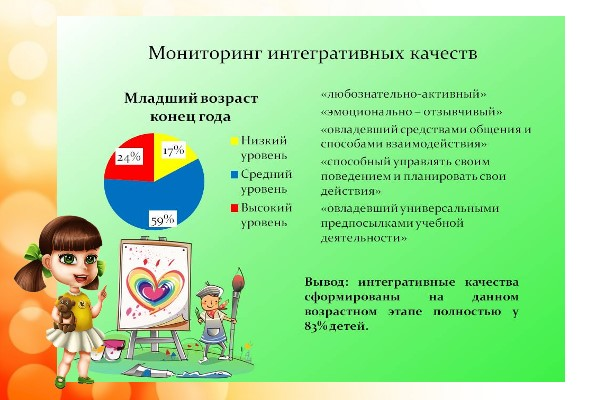 Мониторинг интегративных качеств
Младший возраст
конец года
24%
17%
59%
Низкий
уровень
Средний
уровень
Высокий
уровень
«любознательно-активный»
«эмоционально – отзывчивый»
«овладевший средствами общения и
способами взаимодействия»
«способный управлять своим
поведением и планировать свои
действия»
«овладевший универсальными
предпосылками учебной
деятельности»
Вывод: интегративные качества
сформированы на данном
возрастном этапе полностью у
83% детей.